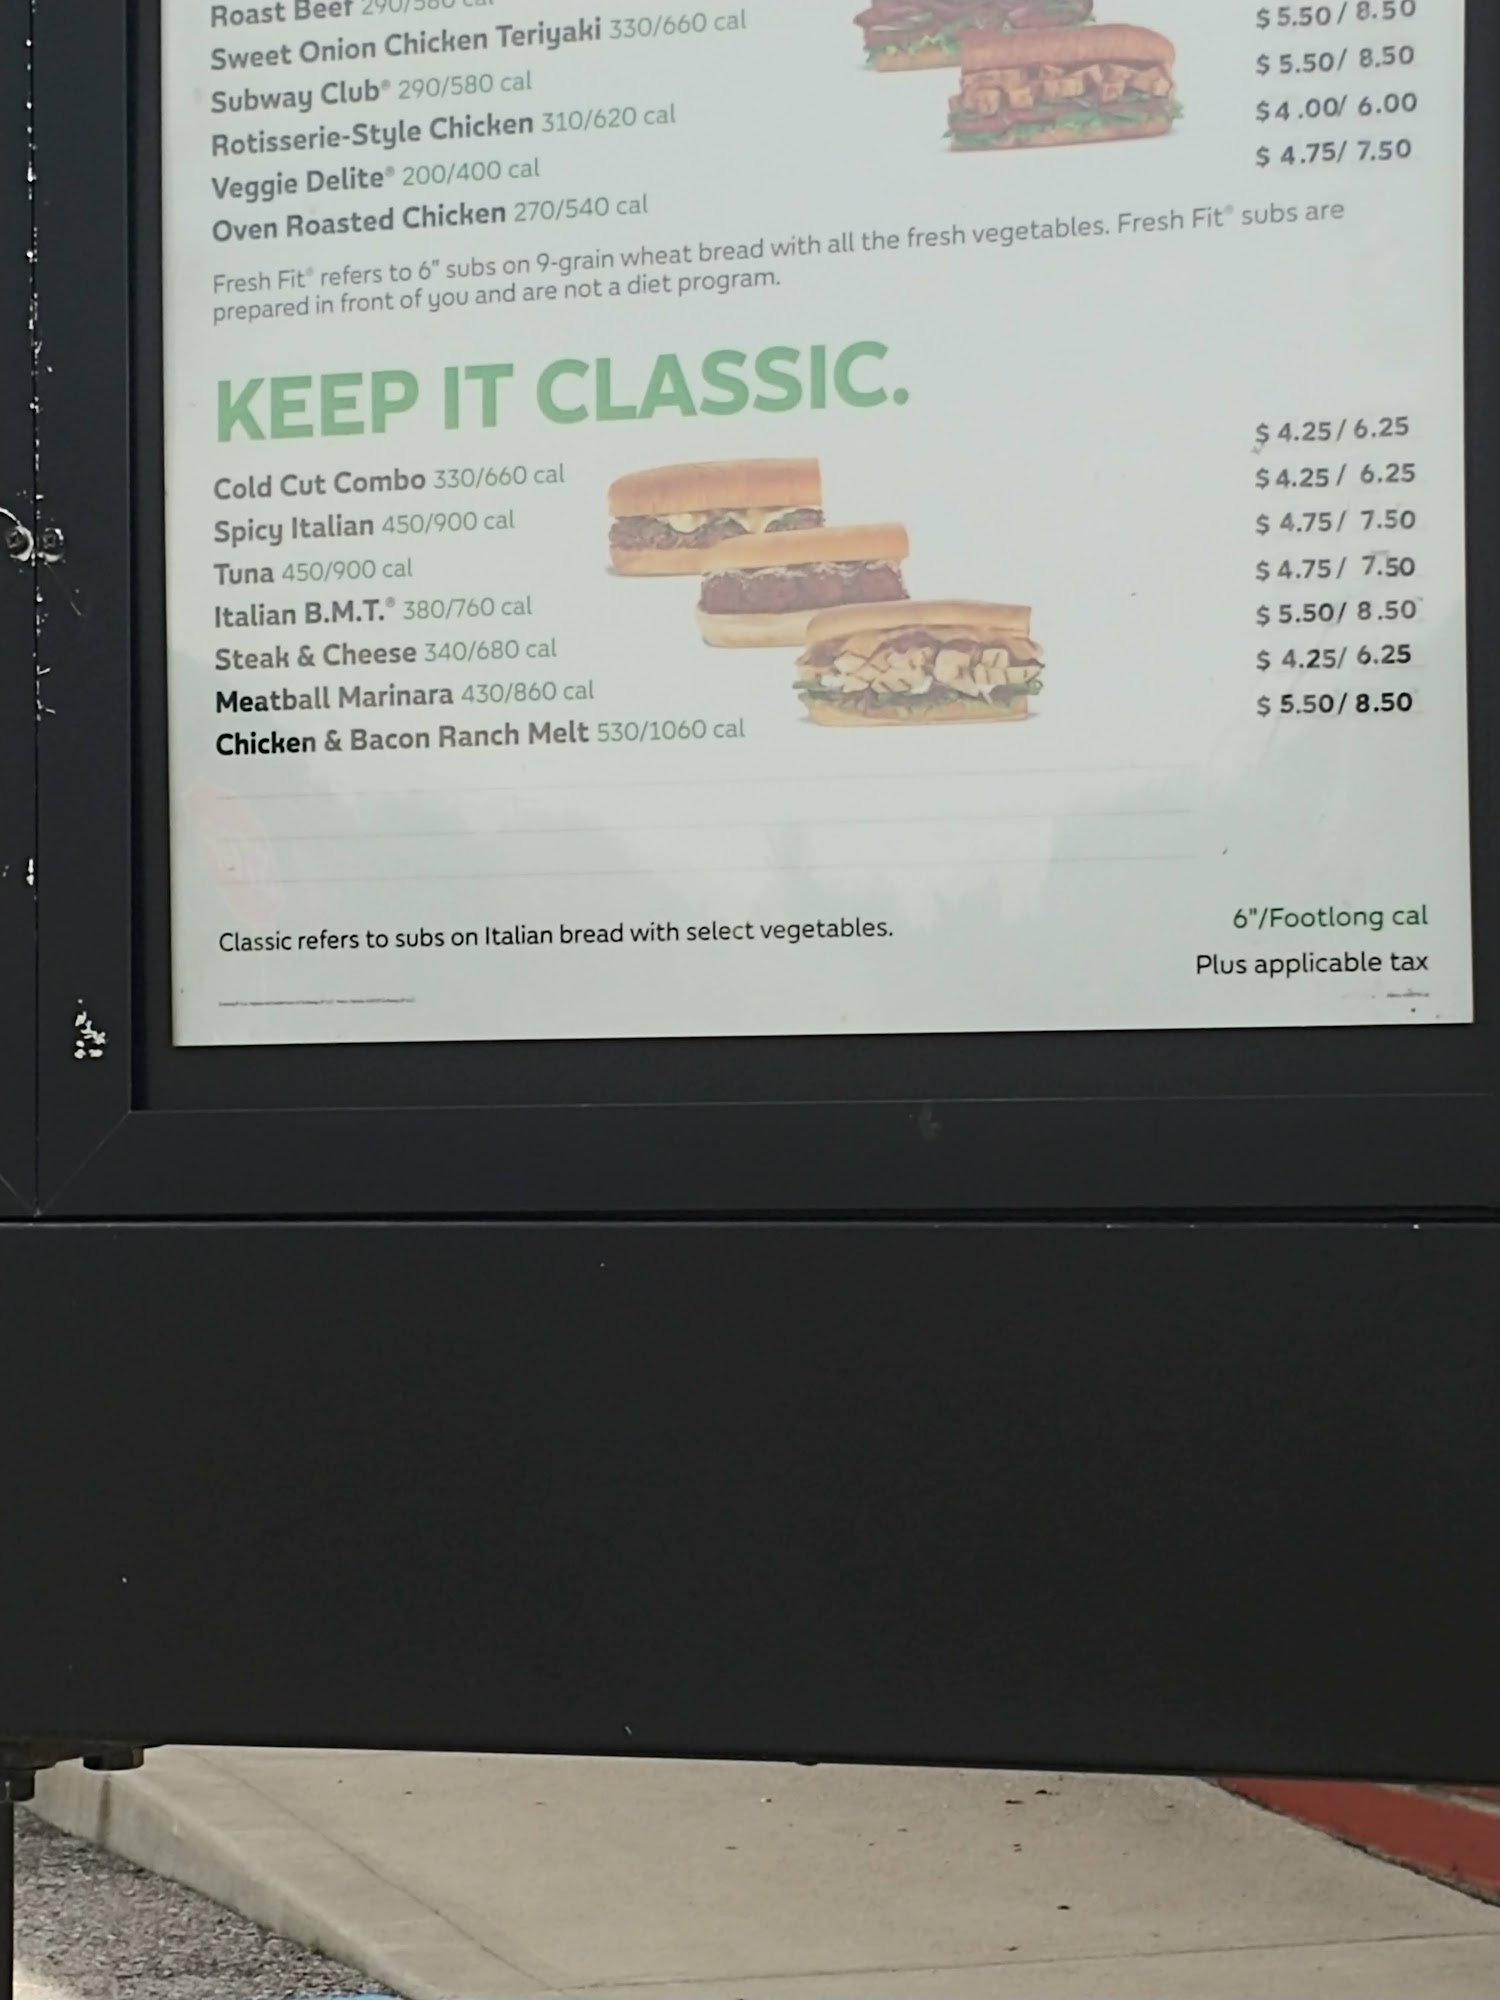 Roast Beef 290/580 cal
Sweet Onion Chicken Teriyaki 330/660 cal
$ 5.50 / 8.50
Subway Club® 290/580 cal
$ 5.50/ 8.50
Rotisserie-Style Chicken 310/620 cal
$4.00/ 6.00
Veggie Delite® 200/400 cal
$ 4.75/ 7.50
Oven Roasted Chicken 270/540 cal
Fresh Fit® refers to 6" subs on 9-grain wheat bread with all the fresh vegetables. Fresh Fit® subs are
prepared in front of you and are not a diet program.
KEEP IT CLASSIC.
Cold Cut Combo 330/660 cal
$ 4.25/ 6.25
Spicy Italian 450/900 cal
$4.25/ 6.25
Tuna 450/900 cal
$ 4.75/ 7.50
Italian B.M.T.® 380/760 cal
$ 4.75/ 7.50
Steak & Cheese 340/680 cal
$ 5.50/ 8.50
Meatball Marinara 430/860 cal
$ 4.25/ 6.25
Chicken & Bacon Ranch Melt 530/1060 cal
$ 5.50/ 8.50
Classic refers to subs on Italian bread with select vegetables.
6"/Footlong cal
Plus applicable tax